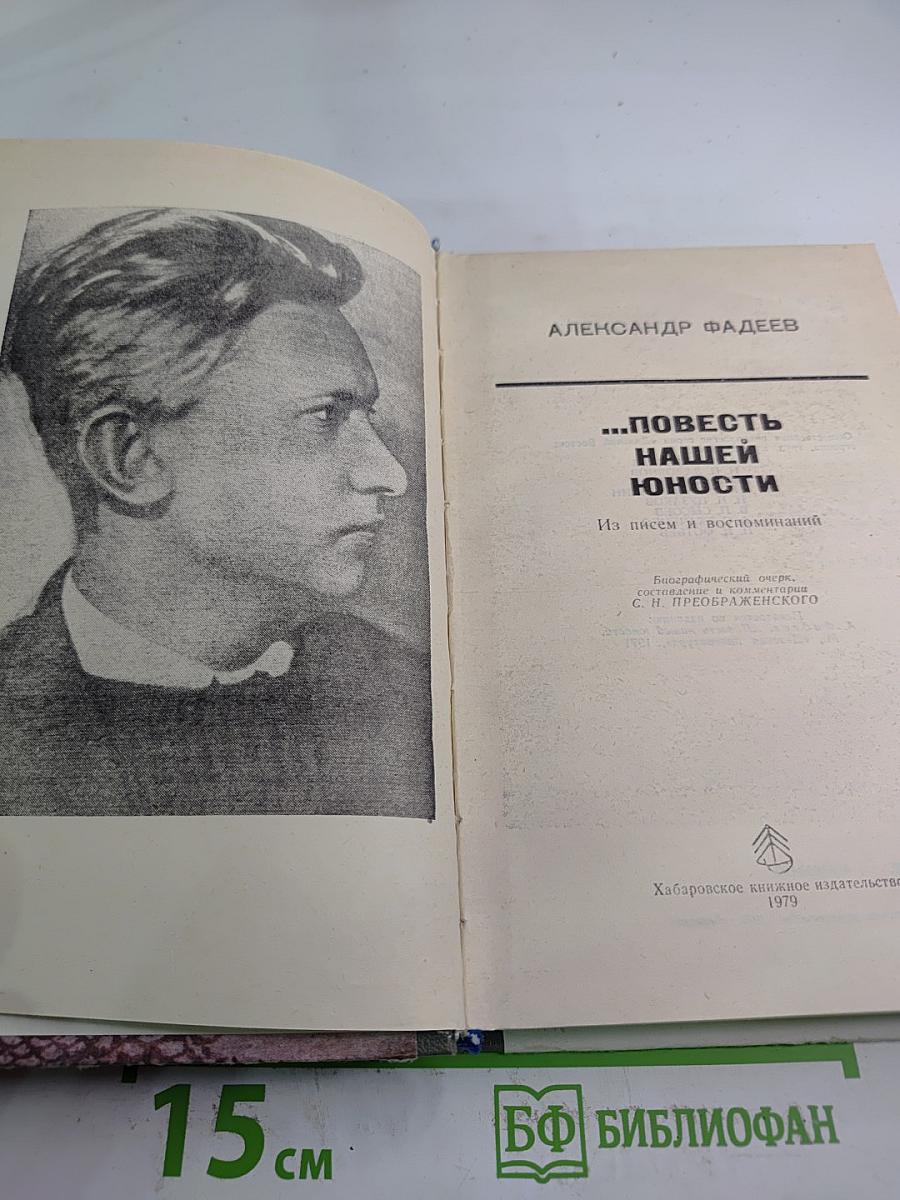 АЛЕКСАНДР ФАДЕЕВ
...ПОВЕСТЬ
НАШЕЙ
ЮНОСТИ
Из писем и воспоминаний
Биографический очерк,
составление и комментарии
С. Н. ПРЕОБРАЖЕНСКОГО
Хабаровское книжное издательство
1979
15 см
БФ БИБЛИОФАН